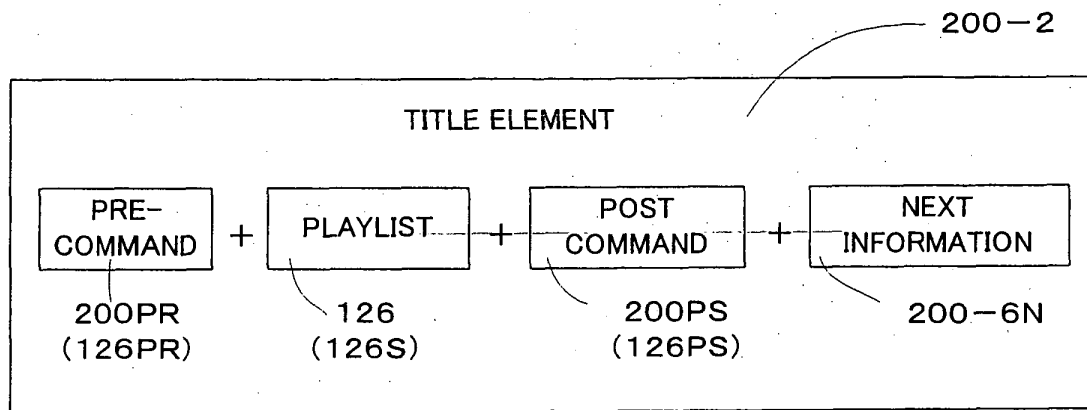 200-2
TITLE ELEMENT
PRE-
COMMAND
+
PLAYLIST
+
POST
COMMAND
+
NEXT
INFORMATION
200PR
(126PR)
126
(126S)
200PS
(126PS)
200-6N